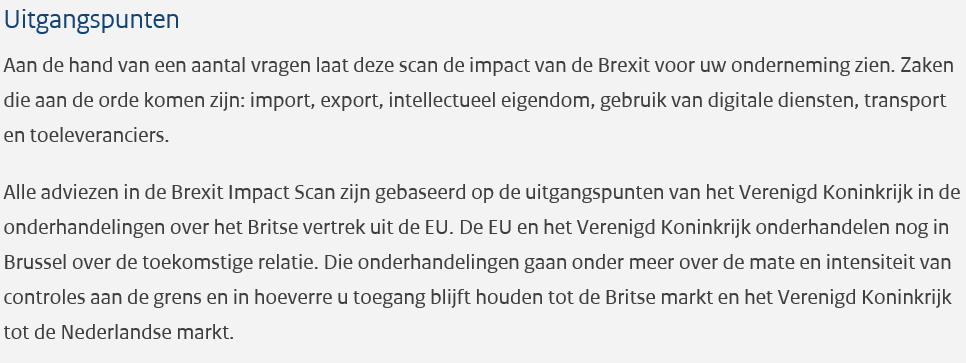 Uitgangspunten
Aan de hand van een aantal vragen laat deze scan de impact van de Brexit voor uw onderneming zien. Zaken
die aan de orde komen zijn: import, export, intellectueel eigendom, gebruik van digitale diensten, transport
en toeleveranciers.
Alle adviezen in de Brexit Impact Scan zijn gebaseerd op de uitgangspunten van het Verenigd Koninkrijk in de
onderhandelingen over het Britse vertrek uit de EU. De EU en het Verenigd Koninkrijk onderhandelen nog in
Brussel over de toekomstige relatie. Die onderhandelingen gaan onder meer over de mate en intensiteit van
controles aan de grens en in hoeverre u toegang blijft houden tot de Britse markt en het Verenigd Koninkrijk
tot de Nederlandse markt.